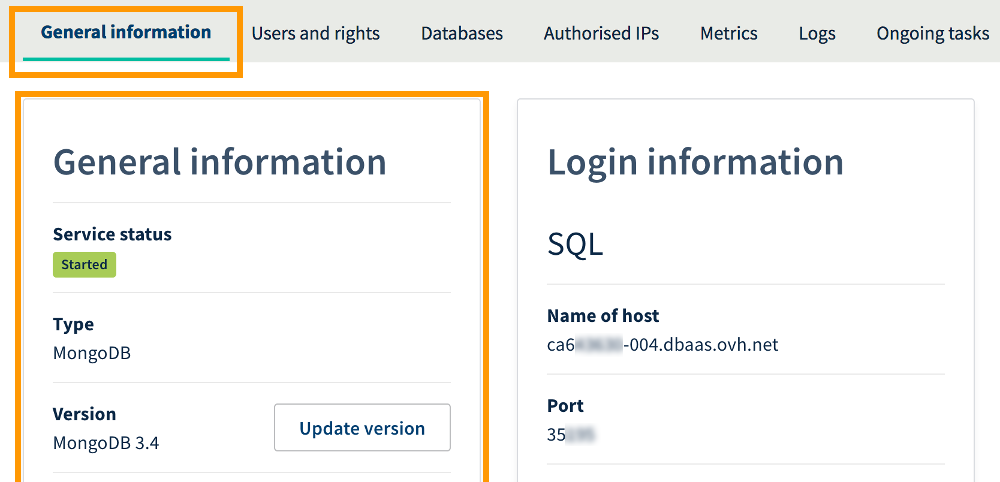 General information
Users and rights
Databases
Authorised IPs
Metrics
Logs
Ongoing tasks
General information
Service status
Started
Type
MongoDB
Version
MongoDB 3.4
Update version
Login information
SQL
Name of host
ca6 -004.dbaas.ovh.net
Port
35